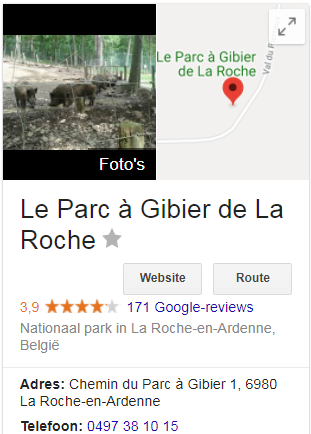 Le Parc à Gibier
de La Roche
Val du P
Foto's
Le Parc à Gibier de La
Roche
Website
Route
3,9 171 Google-reviews
Nationaal park in La Roche-en-Ardenne,
België
Adres: Chemin du Parc à Gibier 1, 6980
La Roche-en-Ardenne
Telefoon: 0497 38 10 15